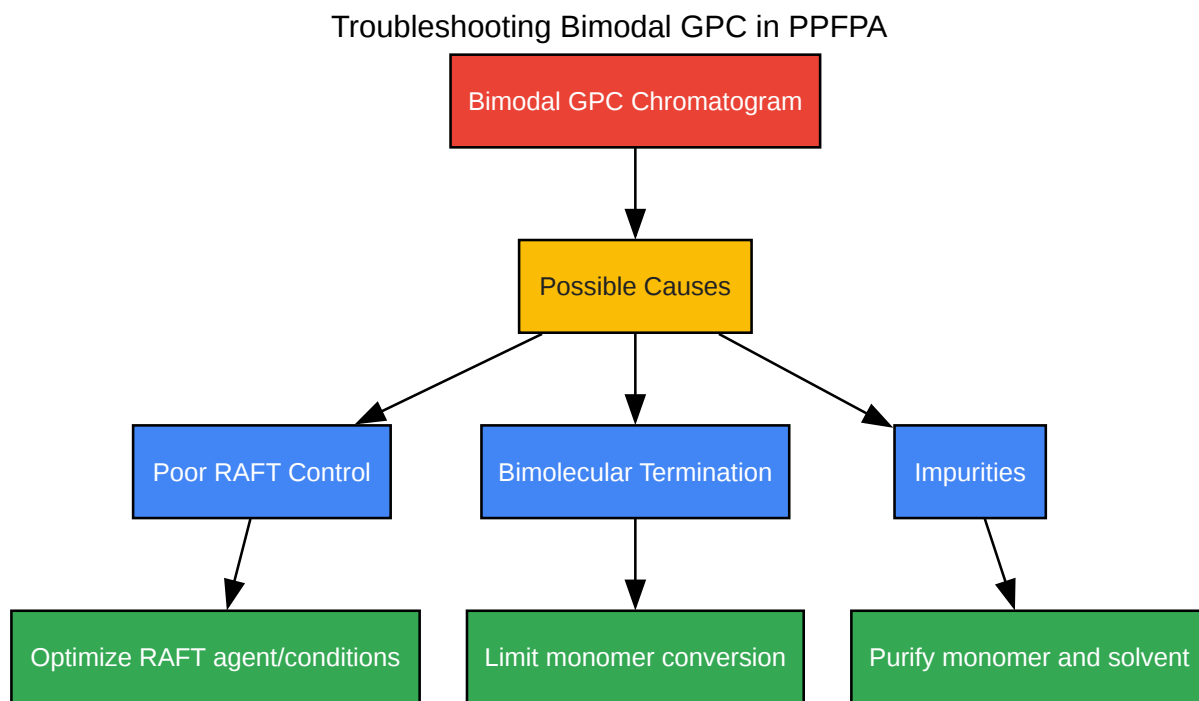 Troubleshooting Bimodal GPC in PPFPA
Bimodal GPC Chromatogram
Possible Causes
Poor RAFT Control
Bimolecular Termination
Impurities
Optimize RAFT agent/conditions
Limit monomer conversion
Purify monomer and solvent